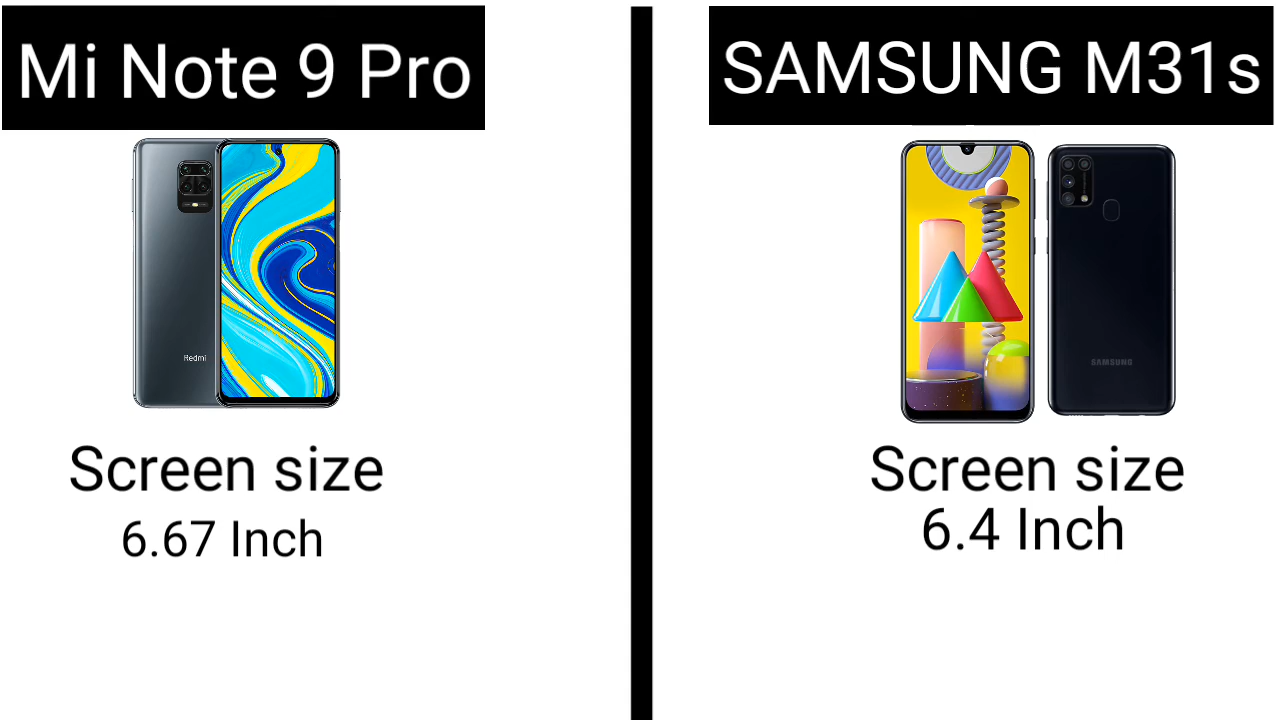 Mi Note 9 Pro
Redmi
Screen size
6.67 Inch
SAMSUNG M31s
SAMSUNG
Screen size
6.4 Inch